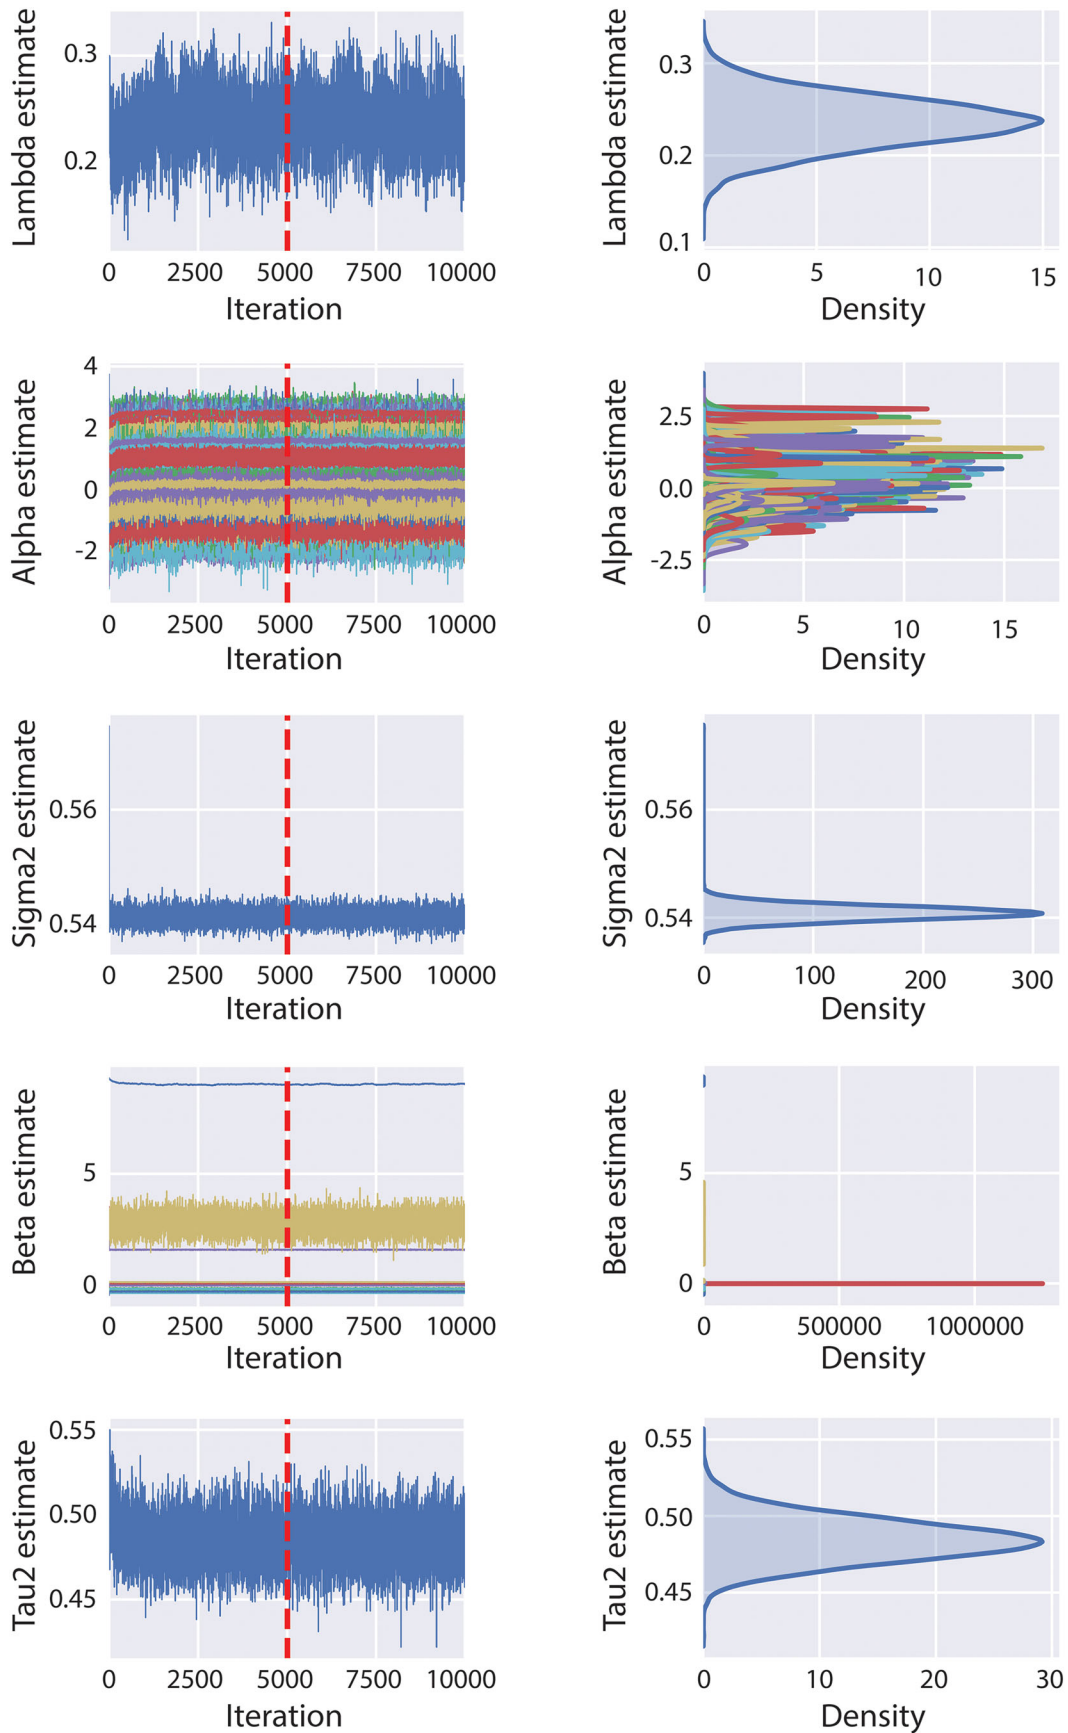 Lambda estimate
0.3
0.2
0 2500 5000 7500 10000
Iteration
Lambda estimate
0.3
0.2
0.1
0 5 10 15
Density
Alpha estimate
4
2
0
-2
0 2500 5000 7500 10000
Iteration
Alpha estimate
2.5
0.0
-2.5
0 5 10 15
Density
Sigma2 estimate
0.56
0.54
0 2500 5000 7500 10000
Iteration
Sigma2 estimate
0.56
0.54
0 100 200 300
Density
Beta estimate
5
0
0 2500 5000 7500 10000
Iteration
Beta estimate
5
0
0 500000 1000000
Density
Tau2 estimate
0.55
0.50
0.45
0 2500 5000 7500 10000
Iteration
Tau2 estimate
0.55
0.50
0.45
0 10 20 30
Density